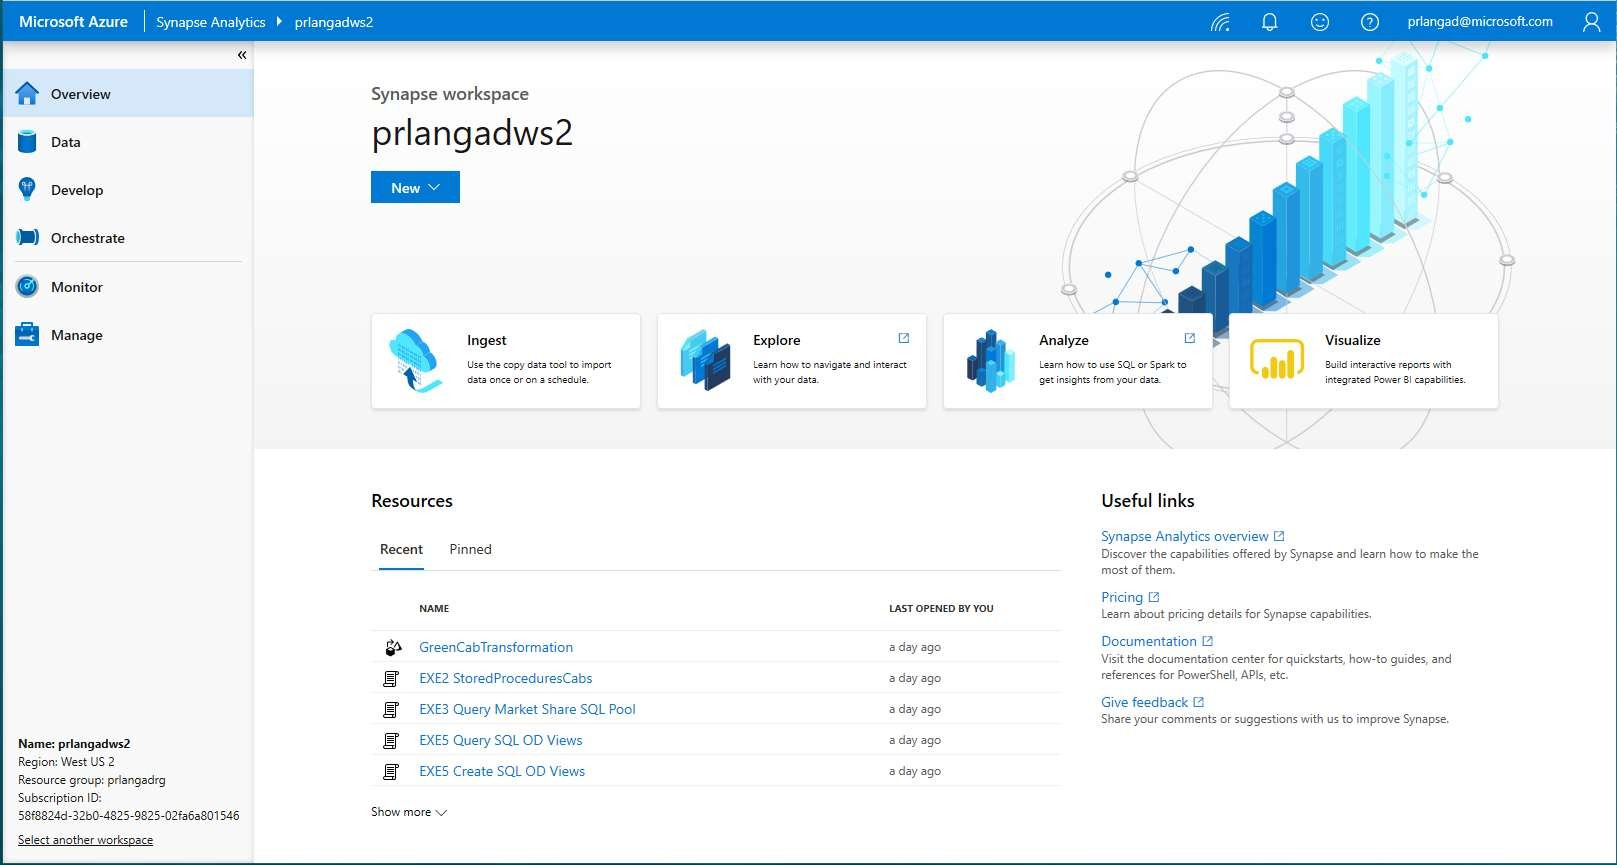 Microsoft Azure
Synapse Analytics
prlangadws2
prlangad@microsoft.com
«
Overview
Data
Develop
Orchestrate
Monitor
Manage
Name: prlangadws2
Region: West US 2
Resource group: prlangadrg
Subscription ID:
58f8824d-32b0-4825-9825-02fa6a801546
Select another workspace
Synapse workspace
prlangadws2
New
Ingest
Use the copy data tool to import
data once or on a schedule.
Explore
Learn how to navigate and interact
with your data.
Analyze
Learn how to use SQL or Spark to
get insights from your data.
Visualize
Build interactive reports with
integrated Power BI capabilities.
Resources
Recent Pinned
NAME LAST OPENED BY YOU
GreenCabTransformation a day ago
EXE2 StoredProceduresCabs a day ago
EXE3 Query Market Share SQL Pool a day ago
EXE5 Query SQL OD Views a day ago
EXE5 Create SQL OD Views a day ago
Show more
Useful links
Synapse Analytics overview
Discover the capabilities offered by Synapse and learn how to make the
most of them.
Pricing
Learn about pricing details for Synapse capabilities.
Documentation
Visit the documentation center for quickstarts, how-to guides, and
references for PowerShell, APIs, etc.
Give feedback
Share your comments or suggestions with us to improve Synapse.